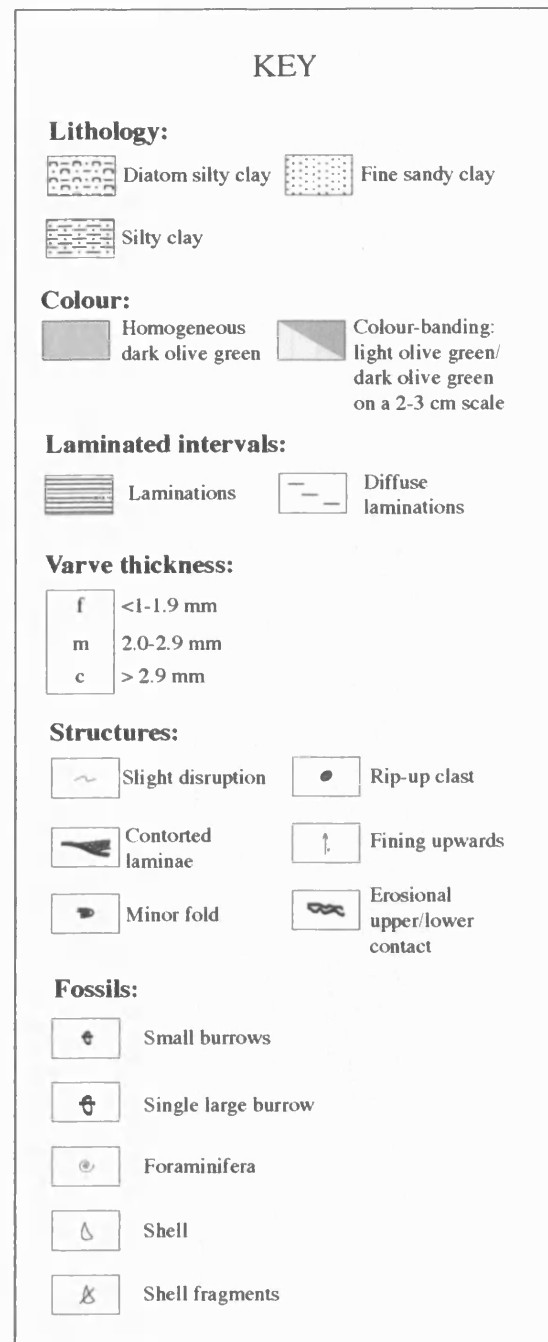 KEY
Lithology:
Diatom silty clay
Fine sandy clay
Silty clay
Colour:
Homogeneous
dark olive green
Colour-banding:
light olive green/
dark olive green
on a 2-3 cm scale
Laminated intervals:
Laminations
Diffuse
laminations
Varve thickness:
f <1-1.9 mm
m 2.0-2.9 mm
c > 2.9 mm
Structures:
Slight disruption
Rip-up clast
Contorted
laminae
Fining upwards
Minor fold
Erosional
upper/lower
contact
Fossils:
Small burrows
Single large burrow
Foraminifera
Shell
Shell fragments